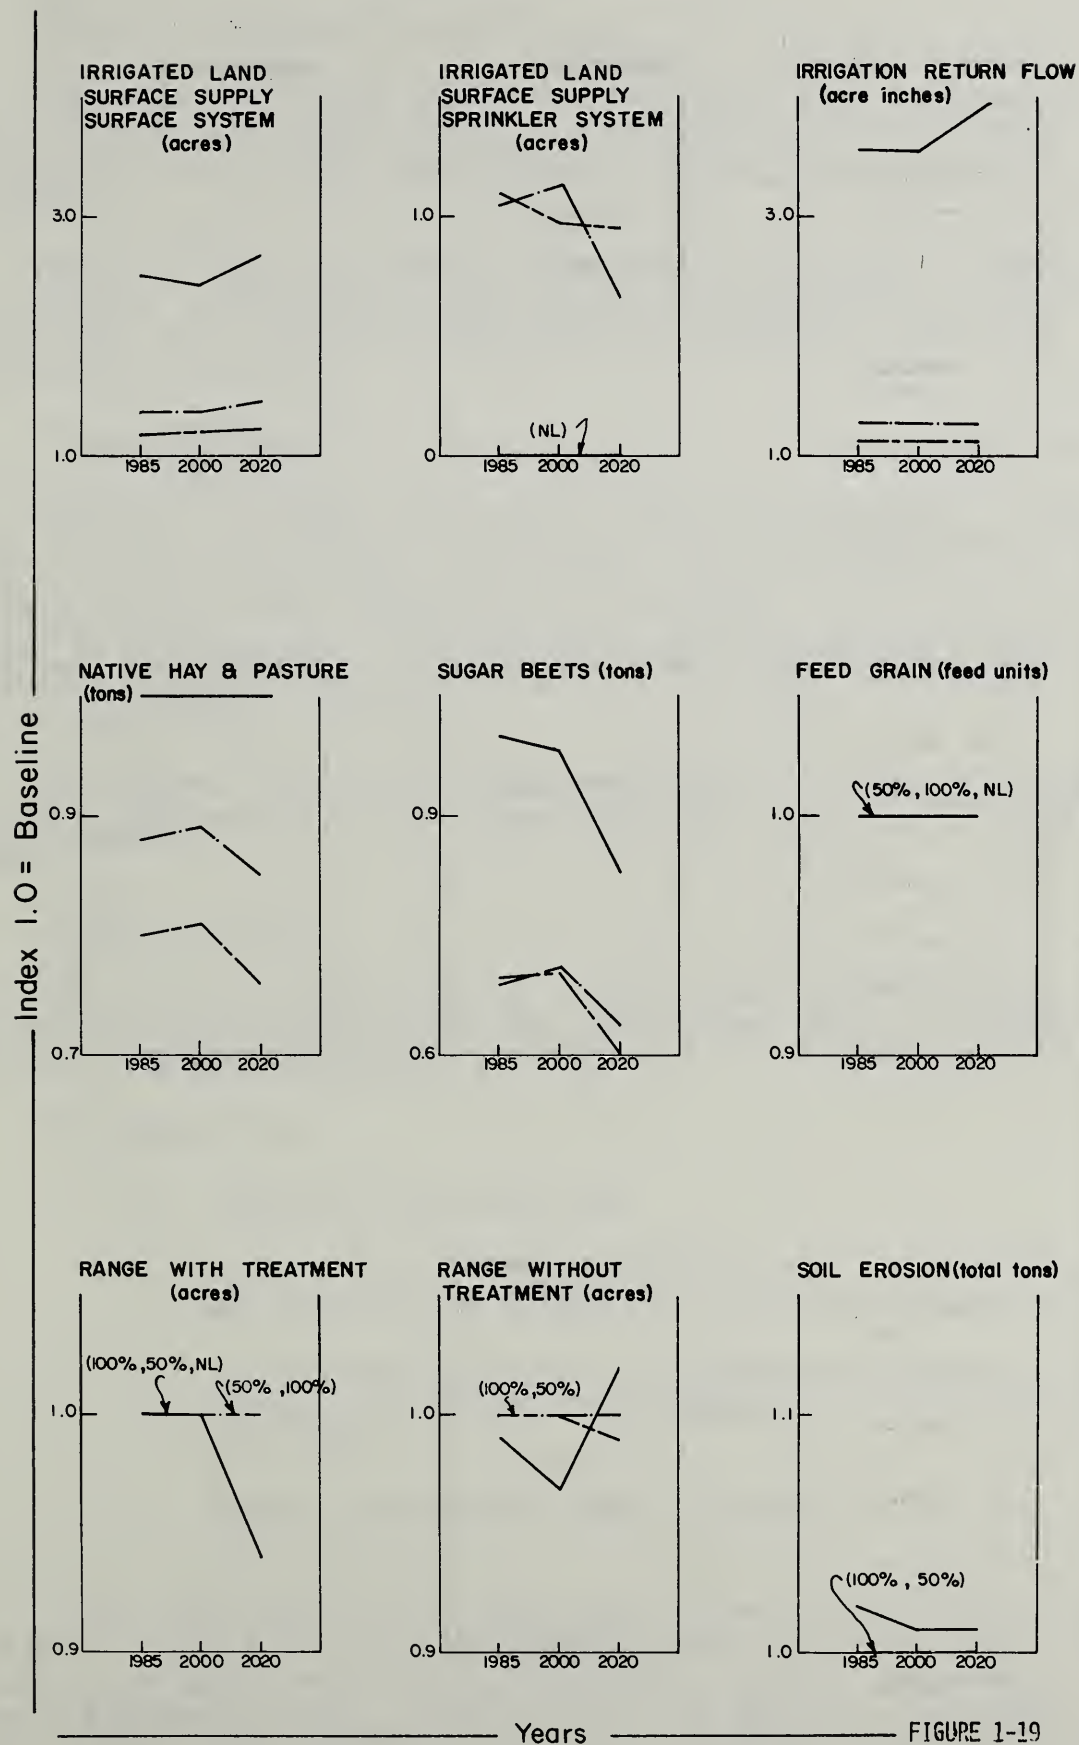 IRRIGATED LAND
SURFACE SUPPLY
SURFACE SYSTEM
(acres)
3.0
1.0
1985 2000 2020
IRRIGATED LAND
SURFACE SUPPLY
SPRINKLER SYSTEM
(acres)
1.0
(NL)
0
1985 2000 2020
IRRIGATION RETURN FLOW
(acre inches)
3.0
1.0
1985 2000 2020
Index 1.0 = Baseline
NATIVE HAY & PASTURE
(tons)
0.9
0.7
1985 2000 2020
SUGAR BEETS (tons)
0.9
0.6
1985 2000 2020
FEED GRAIN (feed units)
(50%, 100%, NL)
1.0
0.9
1985 2000 2020
RANGE WITH TREATMENT
(acres)
(100%, 50%, NL)
(50%, 100%)
1.0
0.9
1985 2000 2020
RANGE WITHOUT
TREATMENT (acres)
(100%, 50%)
1.0
0.9
1985 2000 2020
SOIL EROSION (total tons)
1.1
(100%, 50%)
1.0
1985 2000 2020
Years
FIGURE 1-19